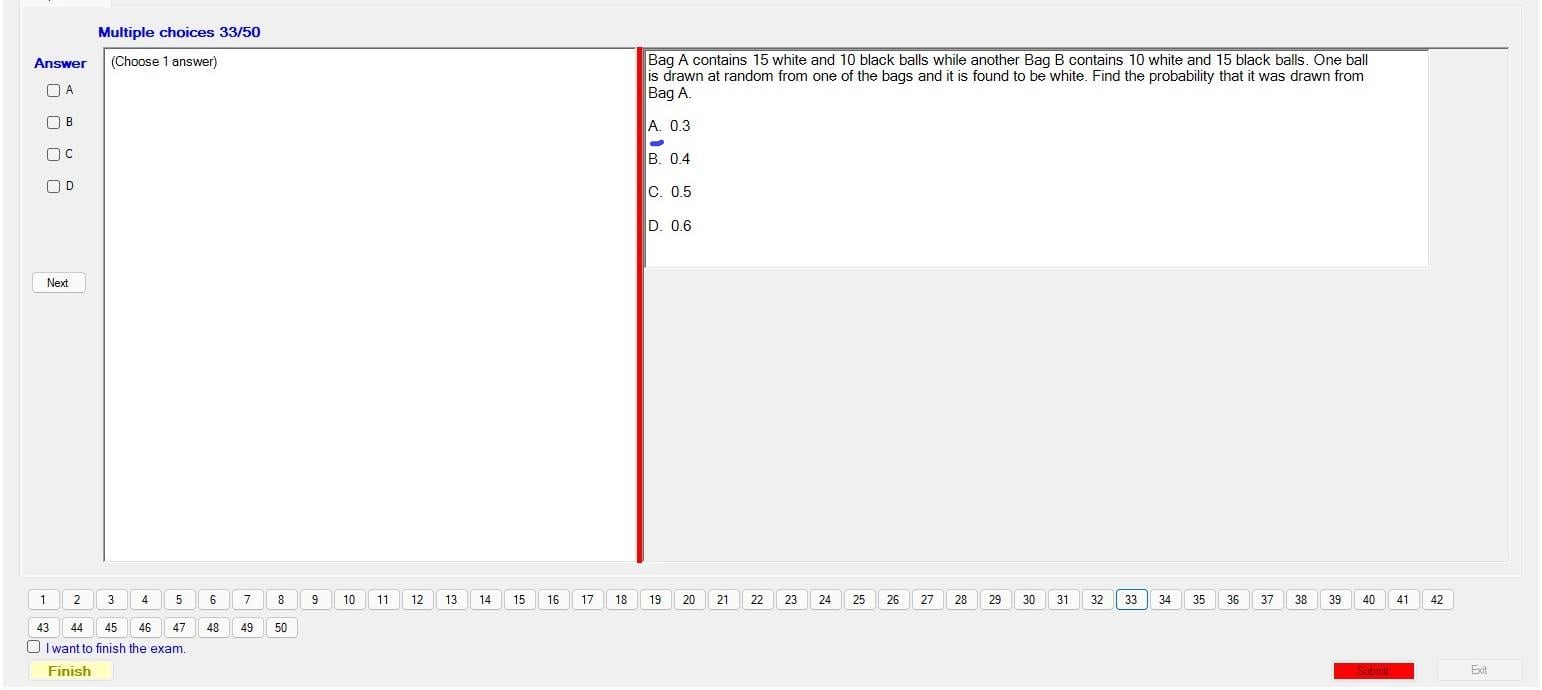 Multiple choices 33/50
Answer
(Choose 1 answer)
A
B
C
D
Next
Bag A contains 15 white and 10 black balls while another Bag B contains 10 white and 15 black balls. One ball
is drawn at random from one of the bags and it is found to be white. Find the probability that it was drawn from
Bag A.
A. 0.3
B. 0.4
C. 0.5
D. 0.6
1 2 3 4 5 6 7 8 9 10 11 12 13 14 15 16 17 18 19 20 21 22 23 24 25 26 27 28 29 30 31 32 33 34 35 36 37 38 39 40 41 42
43 44 45 46 47 48 49 50
I want to finish the exam.
Finish
Submit
Exit